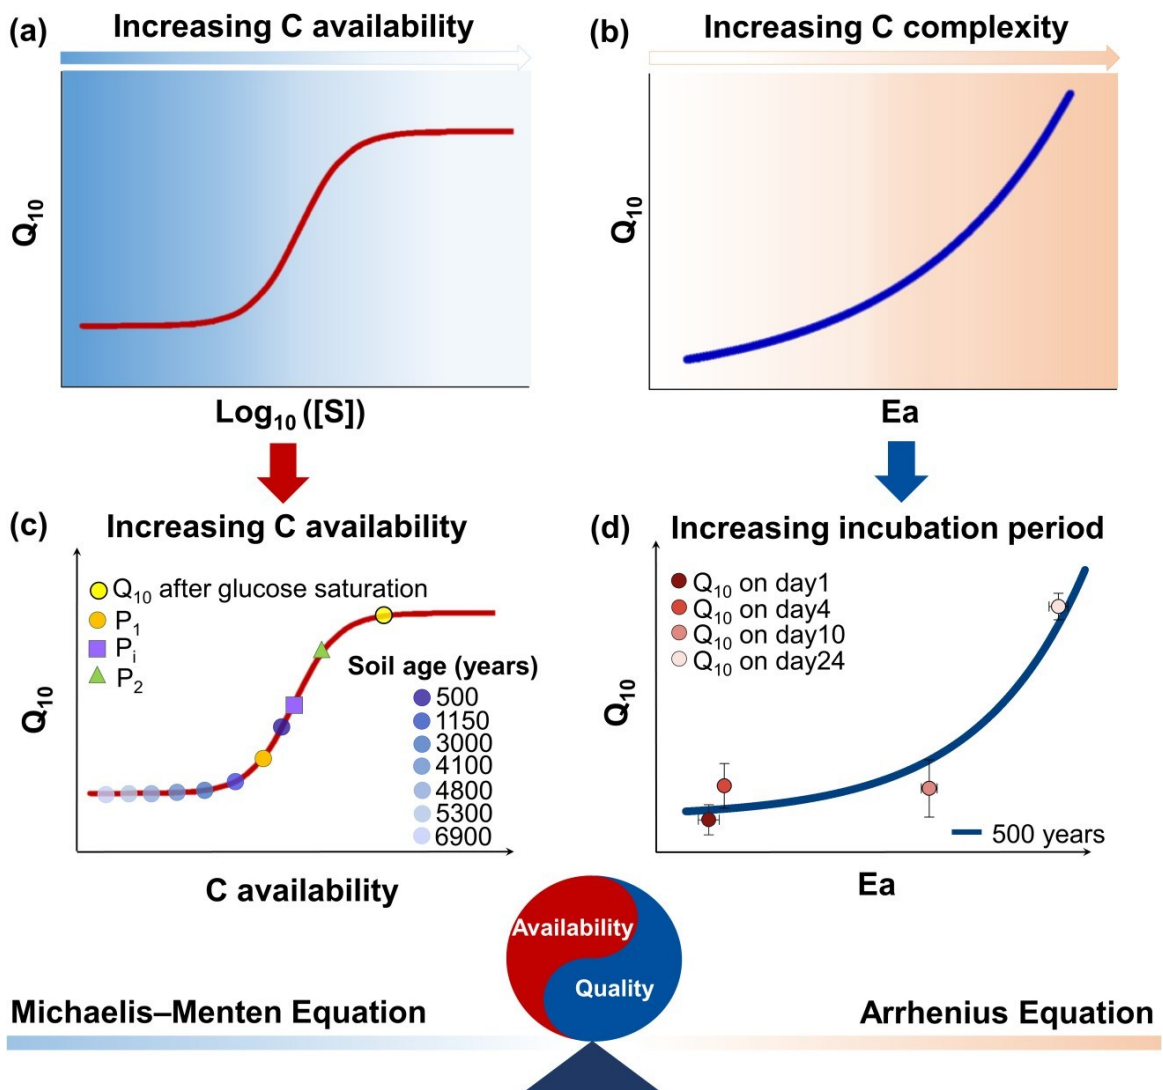 (a) Increasing C availability
Q₁₀
Log₁₀ ([S])
(b) Increasing C complexity
Q₁₀
Ea
(c) Increasing C availability
Q₁₀ after glucose saturation
P₁
Pᵢ
P₂
Soil age (years)
500
1150
3000
4100
4800
5300
6900
Q₁₀
C availability
(d) Increasing incubation period
Q₁₀ on day1
Q₁₀ on day4
Q₁₀ on day10
Q₁₀ on day24
Q₁₀
500 years
Ea
Availability
Quality
Michaelis–Menten Equation
Arrhenius Equation